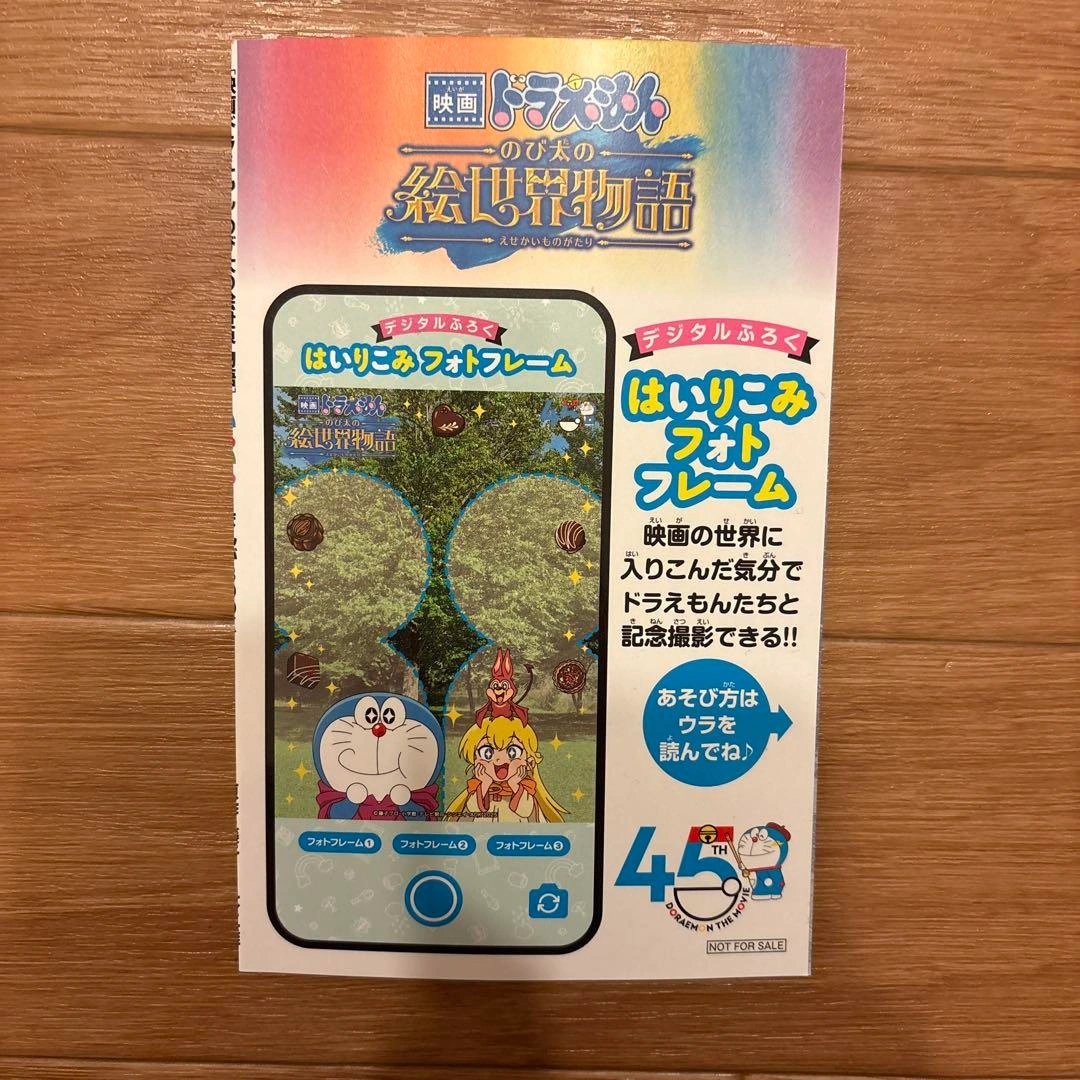 映画 ドラえもん
のび太の
絵世界物語
えせかいものがたり
デジタルふろく
はいりこみ フォトフレーム
映画 ドラえもん
のび太の
絵世界物語
フォトフレーム1
フォトフレーム2
フォトフレーム3
デジタルふろく
はいりこみ
フォト
フレーム
映画の世界に
入りこんだ気分で
ドラえもんたちと
記念撮影できる!!
あそび方は
ウラを
読んでね♪
45TH
DORAEMON THE MOVIE
NOT FOR SALE